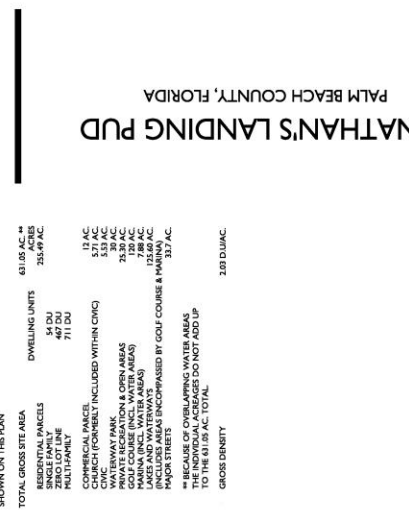 SHOWN ON THIS PLAN
TOTAL GROSS SITE AREA 631.05 AC. **
DWELLING UNITS ACRES
RESIDENTIAL PARCELS 255.49 AC.
SINGLE FAMILY 54 DU
ZERO LOT LINE 467 DU
MULTI-FAMILY 711 DU
COMMERCIAL PARCEL 12 AC.
CHURCH (FORMERLY INCLUDED WITHIN CIVIC) 5.71 AC.
CIVIC 5.53 AC.
WATERWAY PARK 30 AC.
PRIVATE RECREATION & OPEN AREAS 25.30 AC.
GOLF COURSE (INCL. WATER AREAS) 120 AC.
MARINA (INCL. WATER AREAS) 7.88 AC.
LAKES AND WATERWAYS 125.60 AC.
(INCLUDES AREAS ENCOMPASSED BY GOLF COURSE & MARINA)
MAJOR STREETS 33.7 AC.
** BECAUSE OF OVERLAPPING WATER AREAS
THE INDIVIDUAL ACREAGES DO NOT ADD UP
TO THE 631.05 AC. TOTAL.
GROSS DENSITY 2.03 D.U/AC.
NATHAN'S LANDING PUD
PALM BEACH COUNTY, FLORIDA